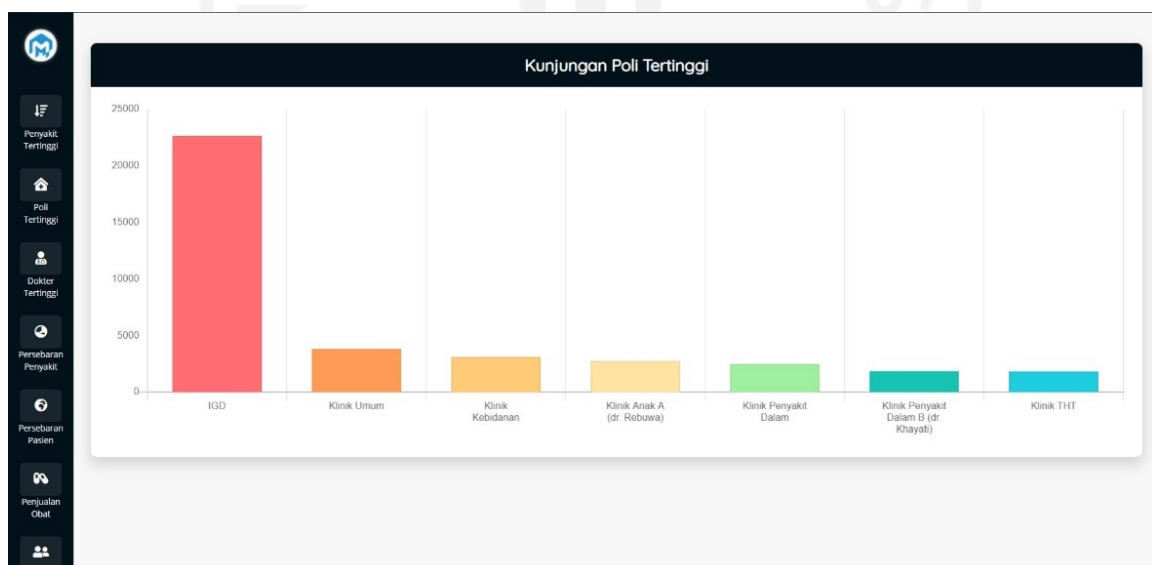 Kunjungan Poli Tertinggi
Penyakit
Tertinggi
Poli
Tertinggi
Dokter
Tertinggi
Persebaran
Penyakit
Persebaran
Pasien
Penjualan
Obat
25000
20000
15000
10000
5000
0
IGD
Klinik Umum
Klinik
Kebidanan
Klinik Anak A
(dr. Rebuwa)
Klinik Penyakit
Dalam
Klinik Penyakit
Dalam B (dr.
Khayati)
Klinik THT